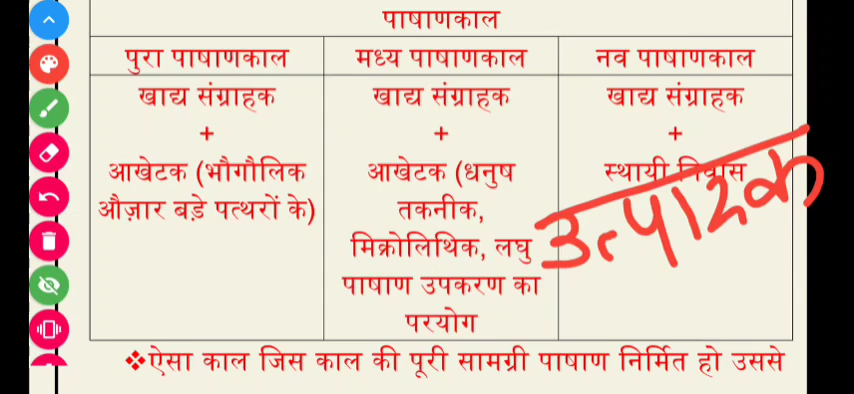 पाषाणकाल
पुरा पाषाणकाल
मध्य पाषाणकाल
नव पाषाणकाल
खाद्य संग्राहक
+
आखेटक (भौगौलिक
औज़ार बड़े पत्थरों के)
खाद्य संग्राहक
+
आखेटक (धनुष
तकनीक,
मिक्रोलिथिक, लघु
पाषाण उपकरण का
परयोग
खाद्य संग्राहक
+
स्थायी निवास
उत्पादक
❖ऐसा काल जिस काल की पूरी सामग्री पाषाण निर्मित हो उससे